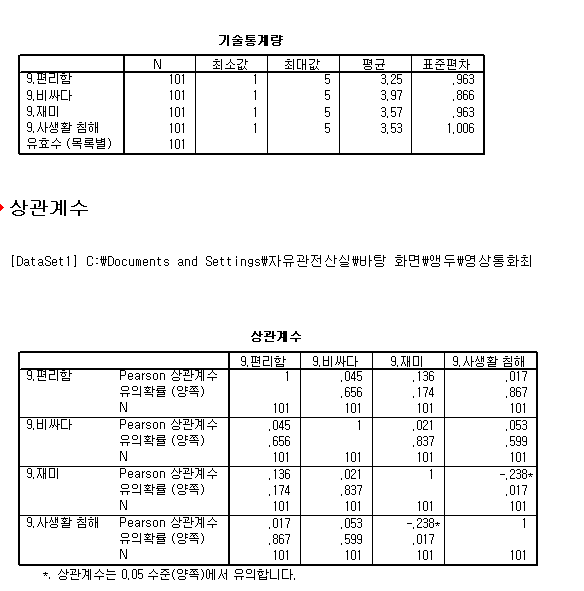 기술통계량
N 최소값 최대값 평균 표준편차
9.편리함 101 1 5 3.25 .963
9.비싸다 101 1 5 3.97 .866
9.재미 101 1 5 3.57 .963
9.사생활 침해 101 1 5 3.53 1.006
유효수 (목록별) 101
상관계수
[DataSet1] C:₩Documents and Settings₩자유관전산실₩바탕 화면₩앵두₩영상통화최
상관계수
9.편리함 9.비싸다 9.재미 9.사생활 침해
9.편리함 Pearson 상관계수 1 .045 .136 .017
유의확률 (양쪽) .656 .174 .867
N 101 101 101 101
9.비싸다 Pearson 상관계수 .045 1 .021 .053
유의확률 (양쪽) .656 .837 .599
N 101 101 101 101
9.재미 Pearson 상관계수 .136 .021 1 -.238*
유의확률 (양쪽) .174 .837 .017
N 101 101 101 101
9.사생활 침해 Pearson 상관계수 .017 .053 -.238* 1
유의확률 (양쪽) .867 .599 .017
N 101 101 101 101
*. 상관계수는 0.05 수준(양쪽)에서 유의합니다.